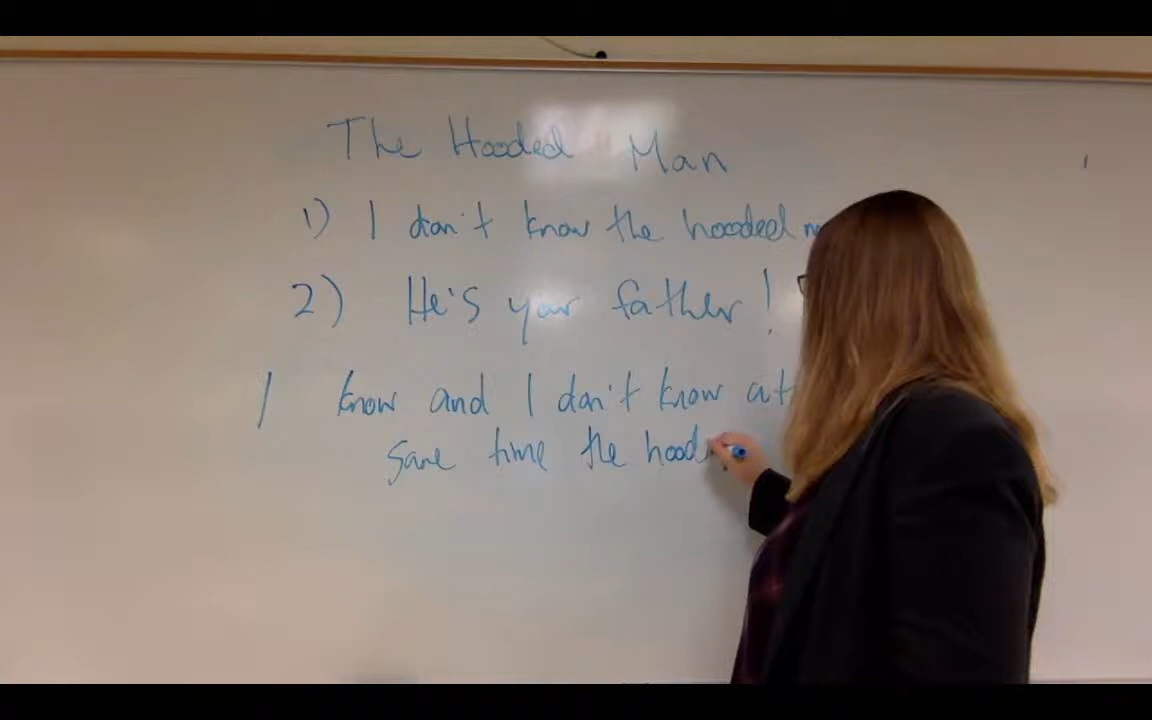 The Hooded Man
1) I don't know the hooded
2) He's your father!
I know and I don't know at
same time the hood